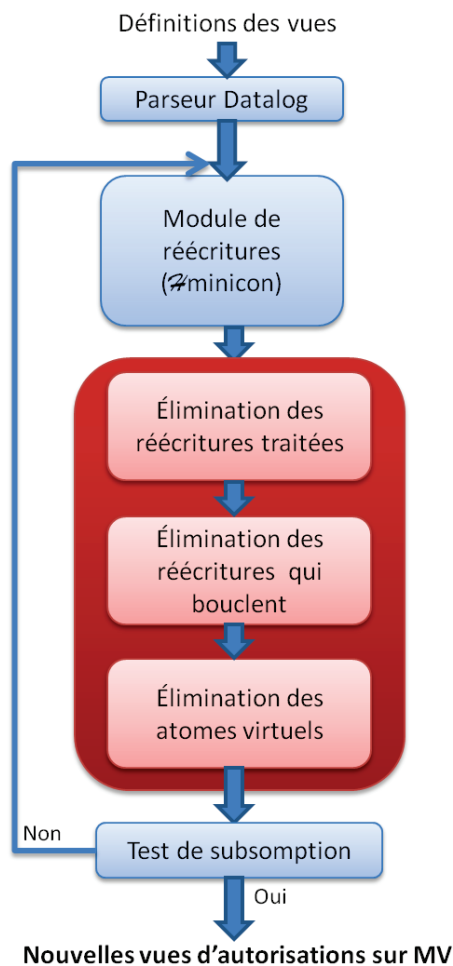 Définitions des vues
Parseur Datalog
Module de
réécritures
(ℋminicon)
Élimination des
réécritures traitées
Élimination des
réécritures qui
bouclent
Élimination des
atomes virtuels
Non
Test de subsomption
Oui
Nouvelles vues d'autorisations sur MV